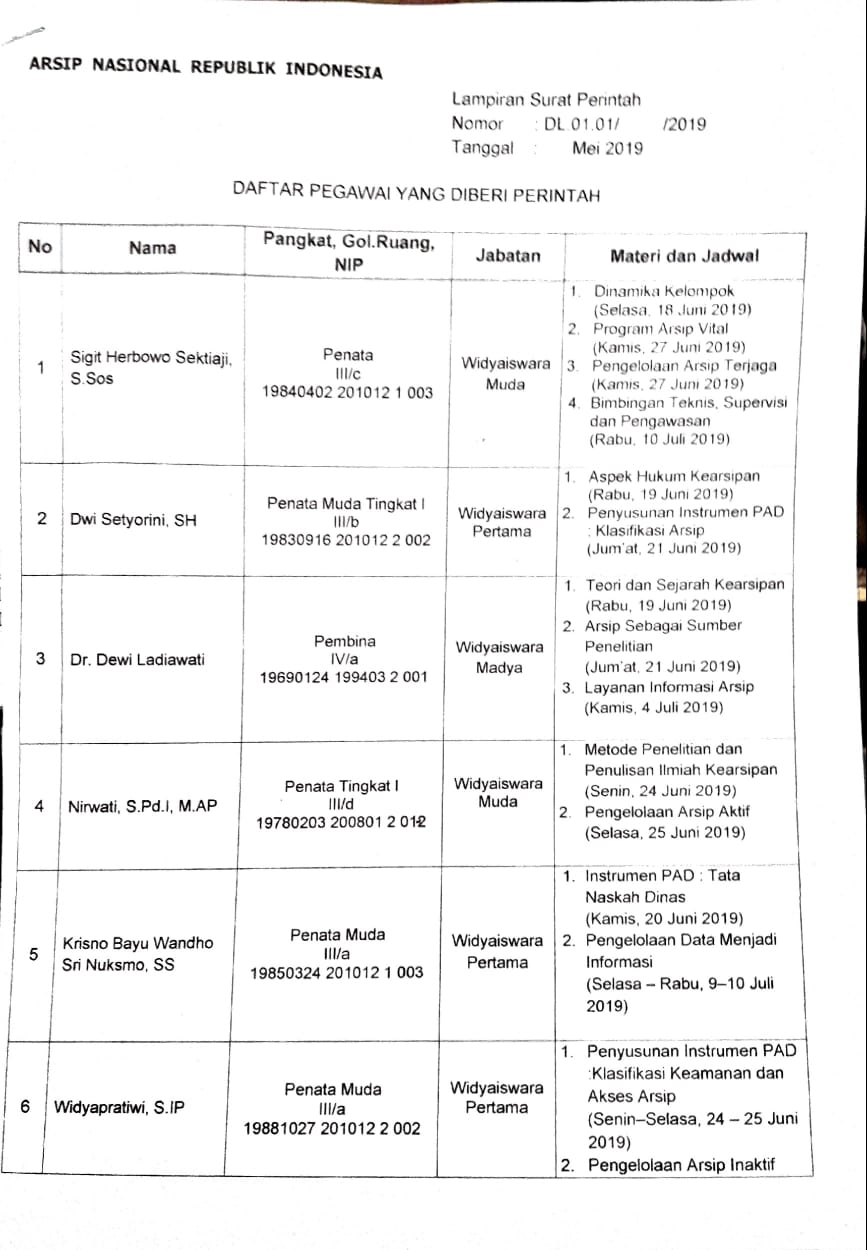 ARSIP NASIONAL REPUBLIK INDONESIA
Lampiran Surat Perintah
Nomor : DL.01.01/ /2019
Tanggal : Mei 2019
DAFTAR PEGAWAI YANG DIBERI PERINTAH
No Nama Pangkat, Gol.Ruang, NIP Jabatan Materi dan Jadwal
1
Sigit Herbowo Sektiaji,
S.Sos
Penata
III/c
19840402 201012 1 003
Widyaiswara
Muda
1. Dinamika Kelompok
(Selasa, 18 Juni 2019)
2. Program Arsip Vital
(Kamis, 27 Juni 2019)
3. Pengelolaan Arsip Terjaga
(Kamis, 27 Juni 2019)
4. Bimbingan Teknis, Supervisi
dan Pengawasan
(Rabu, 10 Juli 2019)
2
Dwi Setyorini, SH
Penata Muda Tingkat I
III/b
19830916 201012 2 002
Widyaiswara
Pertama
1. Aspek Hukum Kearsipan
(Rabu, 19 Juni 2019)
2. Penyusunan Instrumen PAD
: Klasifikasi Arsip
(Jum'at, 21 Juni 2019)
3
Dr. Dewi Ladiawati
Pembina
IV/a
19690124 199403 2 001
Widyaiswara
Madya
1. Teori dan Sejarah Kearsipan
(Rabu, 19 Juni 2019)
2. Arsip Sebagai Sumber
Penelitian
(Jum'at, 21 Juni 2019)
3. Layanan Informasi Arsip
(Kamis, 4 Juli 2019)
4
Nirwati, S.Pd.I, M.AP
Penata Tingkat I
III/d
19780203 200801 2 012
Widyaiswara
Muda
1. Metode Penelitian dan
Penulisan Ilmiah Kearsipan
(Senin, 24 Juni 2019)
2. Pengelolaan Arsip Aktif
(Selasa, 25 Juni 2019)
5
Krisno Bayu Wandho
Sri Nuksmo, SS
Penata Muda
III/a
19850324 201012 1 003
Widyaiswara
Pertama
1. Instrumen PAD : Tata
Naskah Dinas
(Kamis, 20 Juni 2019)
2. Pengelolaan Data Menjadi
Informasi
(Selasa – Rabu, 9–10 Juli
2019)
6
Widyapratiwi, S.IP
Penata Muda
III/a
19881027 201012 2 002
Widyaiswara
Pertama
1. Penyusunan Instrumen PAD
:Klasifikasi Keamanan dan
Akses Arsip
(Senin–Selasa, 24 – 25 Juni
2019)
2. Pengelolaan Arsip Inaktif